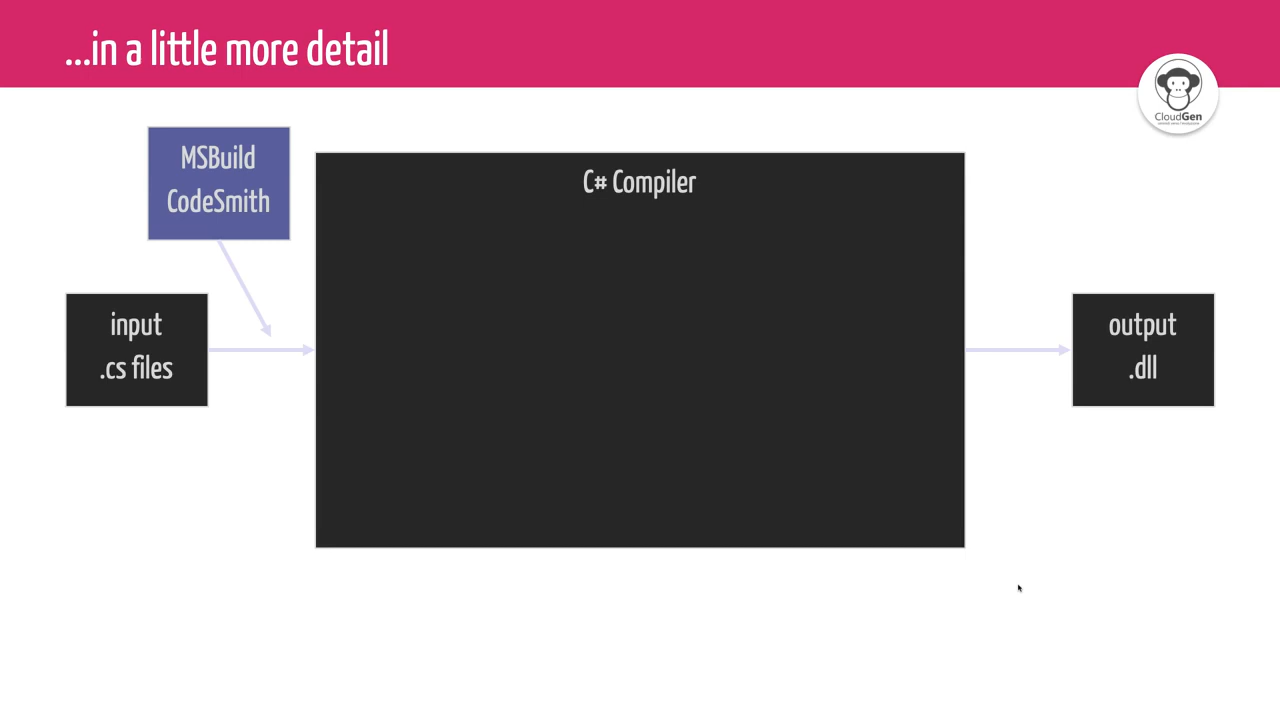 ...in a little more detail
CloudGen
MSBuild
CodeSmith
C# Compiler
input
.cs files
output
.dll